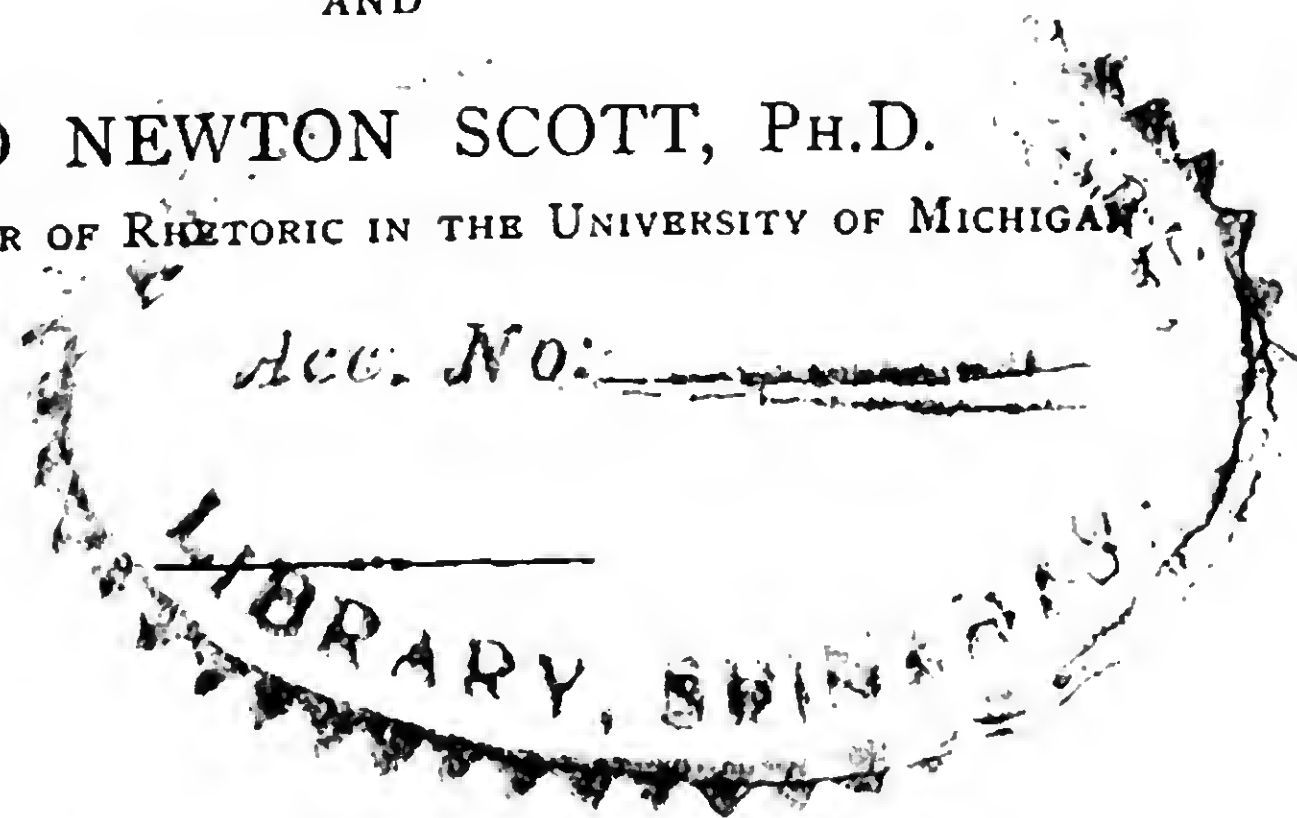 AND
NEWTON SCOTT, PH.D.
R OF RHETORIC IN THE UNIVERSITY OF MICHIGAN
Acc. No:
LIBRARY,